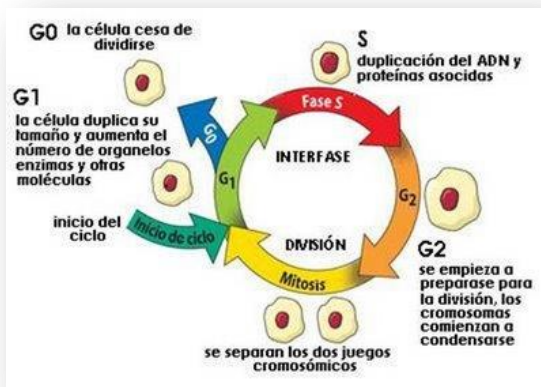 G0 la célula cesa de
dividirse
G1
la célula duplica su
tamaño y aumenta el
número de organelos
enzimas y otras
moléculas
inicio del
ciclo
Inicio de ciclo
G0
G1
S
duplicación del ADN y
proteínas asocidas
Fase S
INTERFASE
G2
DIVISIÓN
Mitosis
G2
se empieza a
preparase para
la división, los
cromosomas
comienzan a
condensarse
se separan los dos juegos
cromosómicos